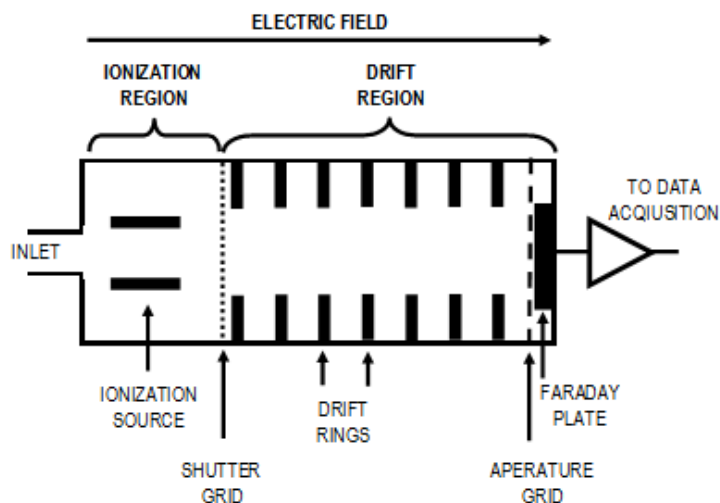 ELECTRIC FIELD
IONIZATION
REGION
DRIFT
REGION
TO DATA
ACQIUSITION
INLET
IONIZATION
SOURCE
DRIFT
RINGS
FARADAY
PLATE
SHUTTER
GRID
APERATURE
GRID